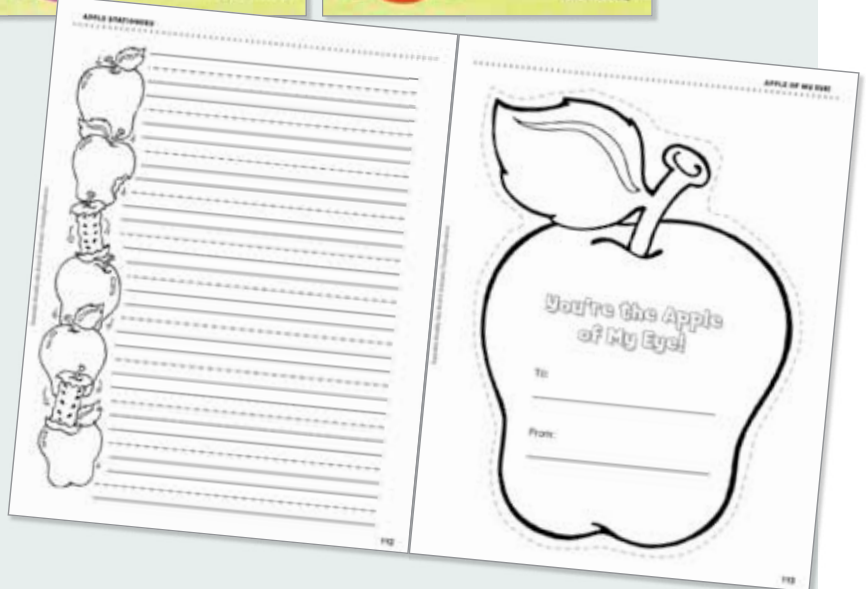 APPLE STATIONERY
112
APPLE OF MY EYE!
You're the Apple
of My Eye!
To:
From:
113